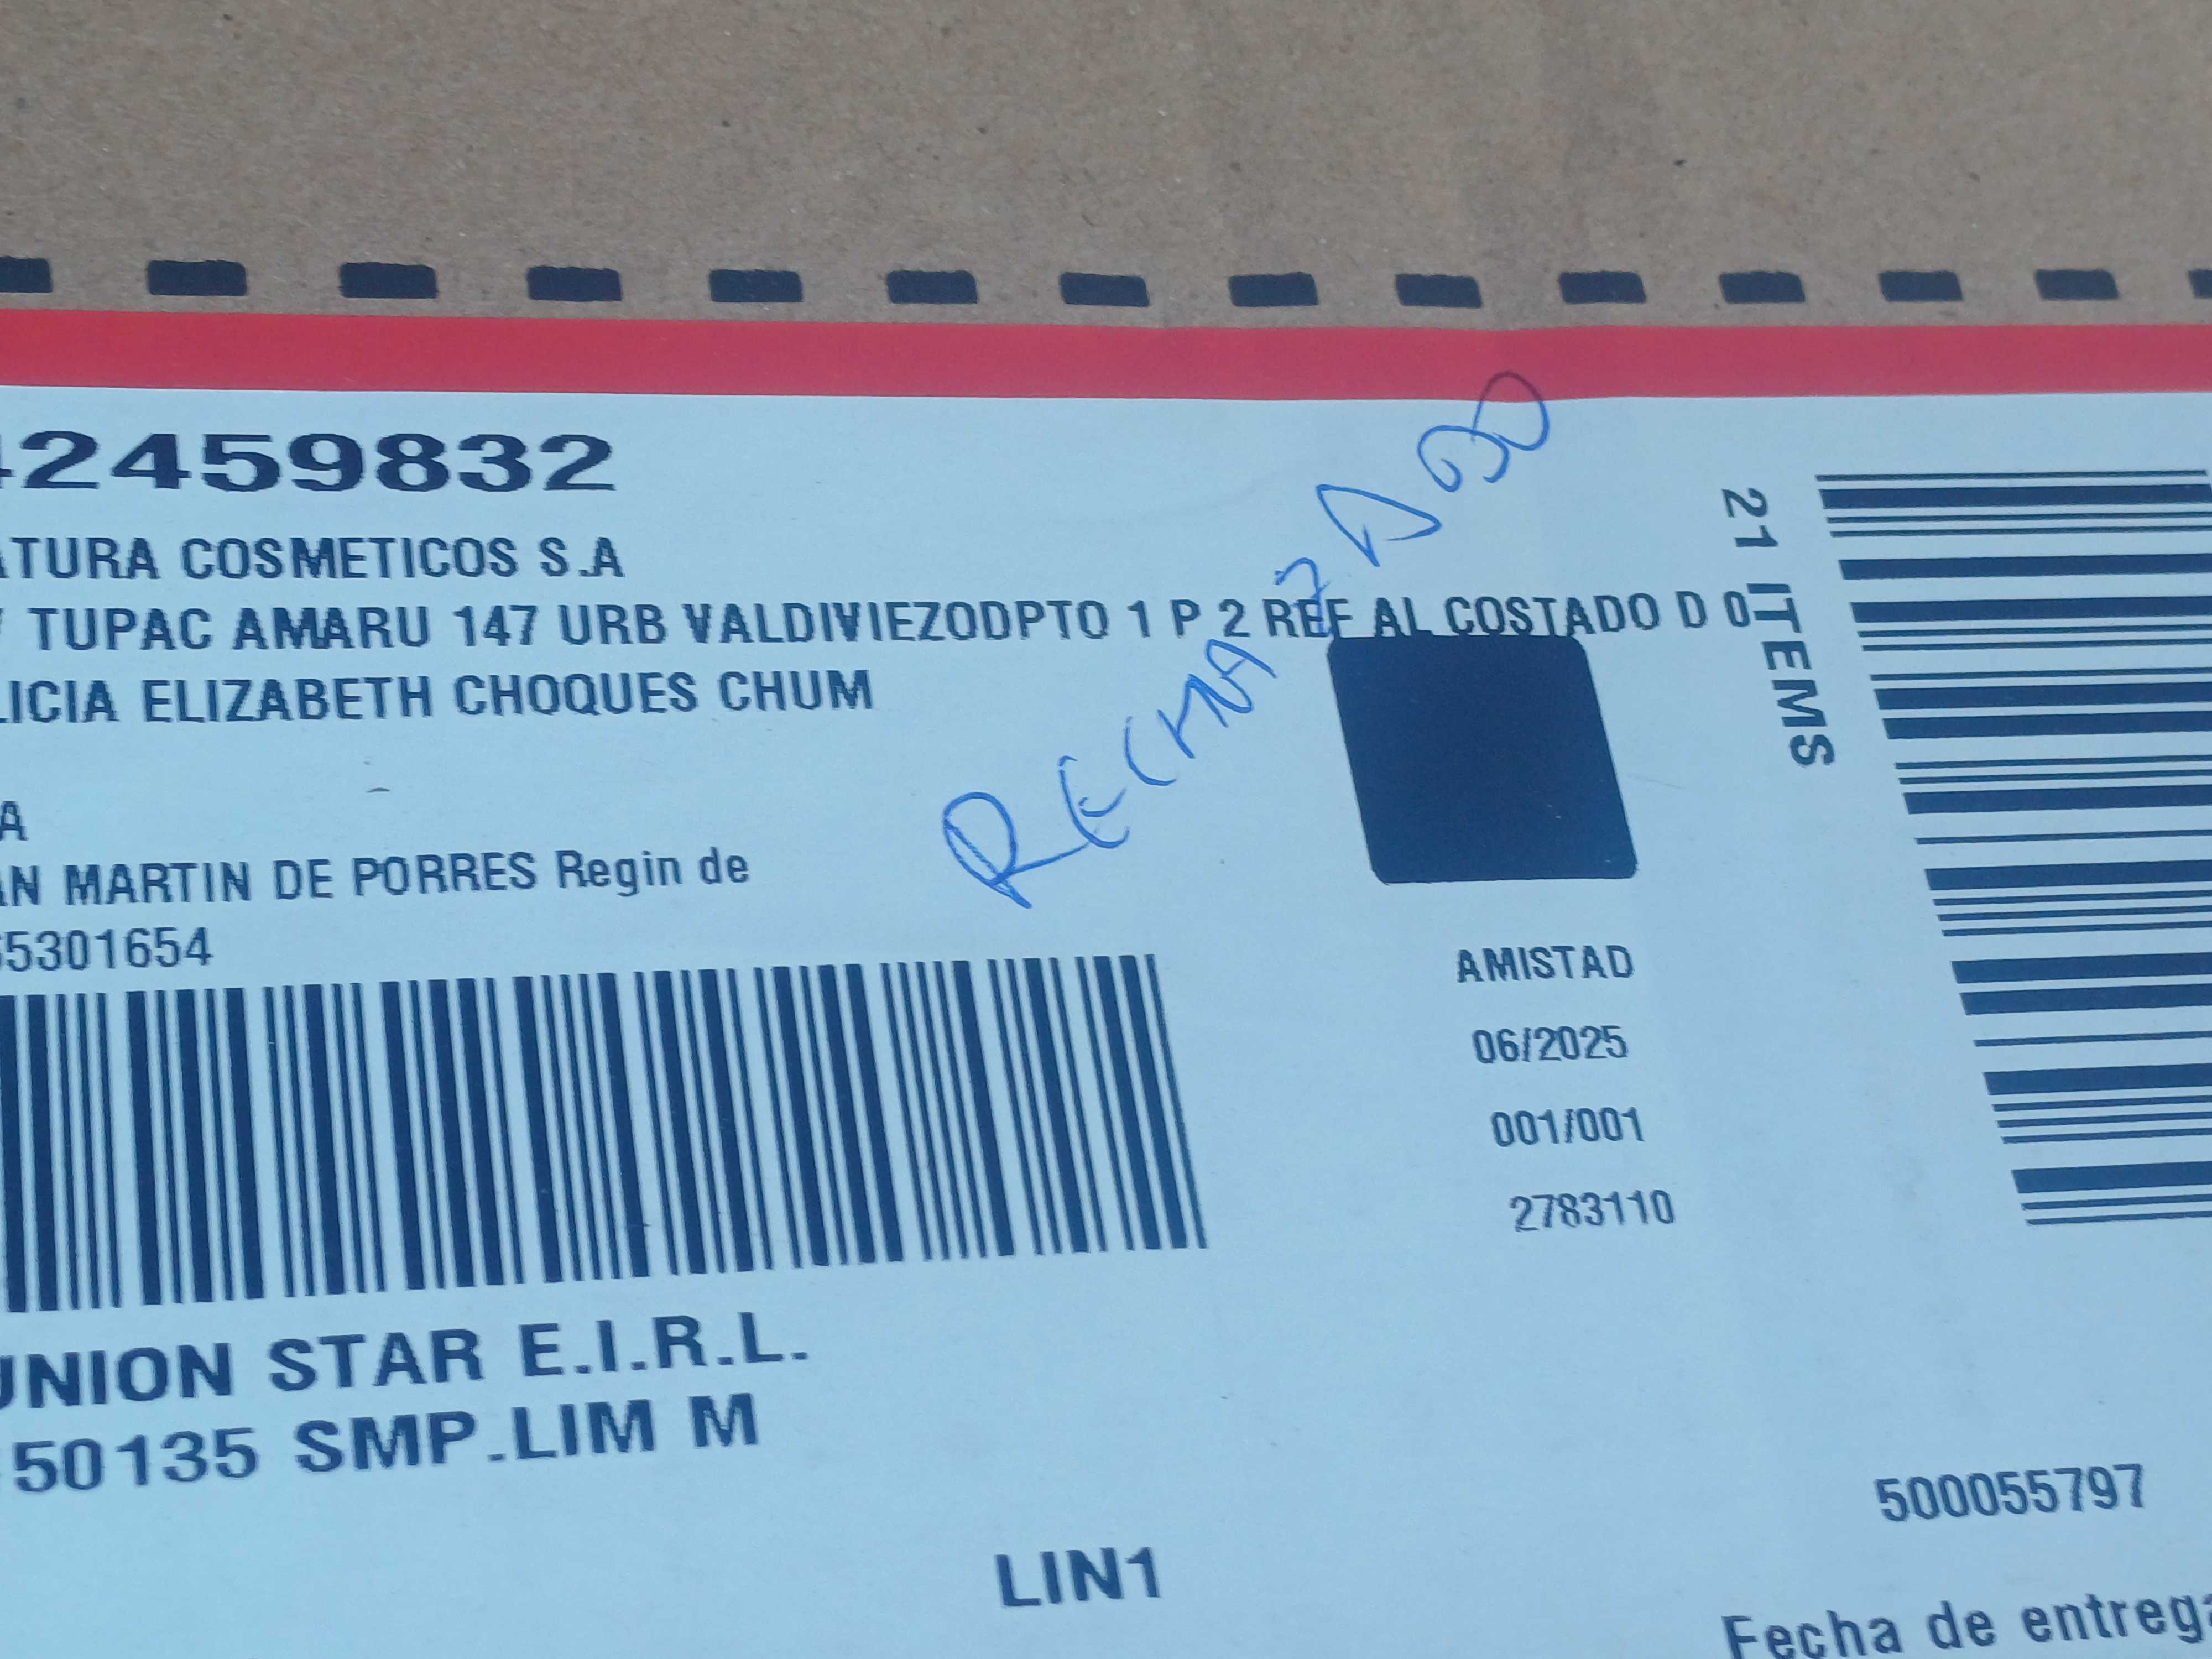 42459832
ATURA COSMETICOS S.A
TUPAC AMARU 147 URB VALDIVIEZODPTO 1 P 2 REF AL COSTADO D 0
LICIA ELIZABETH CHOQUES CHUM
RECHAZADO
21 ITEMS
A
AN MARTIN DE PORRES Regin de
5301654
AMISTAD
06/2025
001/001
2783110
UNION STAR E.I.R.L.
50135 SMP.LIM M
500055797
LIN1
Fecha de entrega